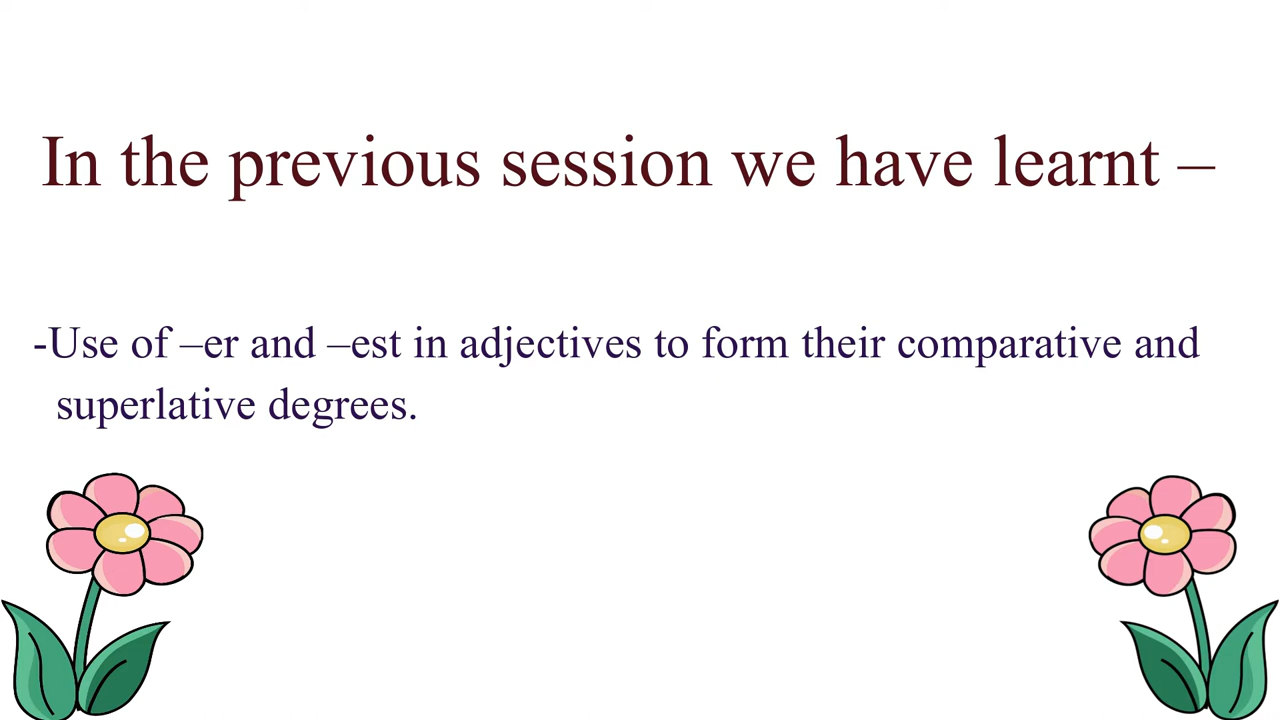 In the previous session we have learnt –
-Use of –er and –est in adjectives to form their comparative and
superlative degrees.